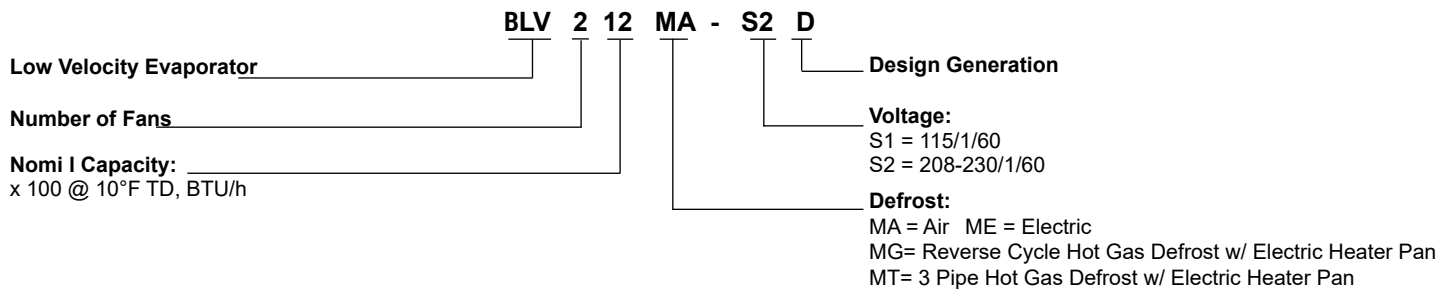 BLV 2 12 MA - S2 D
Low Velocity Evaporator
Number of Fans
Nomi l Capacity:
x 100 @ 10°F TD, BTU/h
Design Generation
Voltage:
S1 = 115/1/60
S2 = 208-230/1/60
Defrost:
MA = Air ME = Electric
MG= Reverse Cycle Hot Gas Defrost w/ Electric Heater Pan
MT= 3 Pipe Hot Gas Defrost w/ Electric Heater Pan